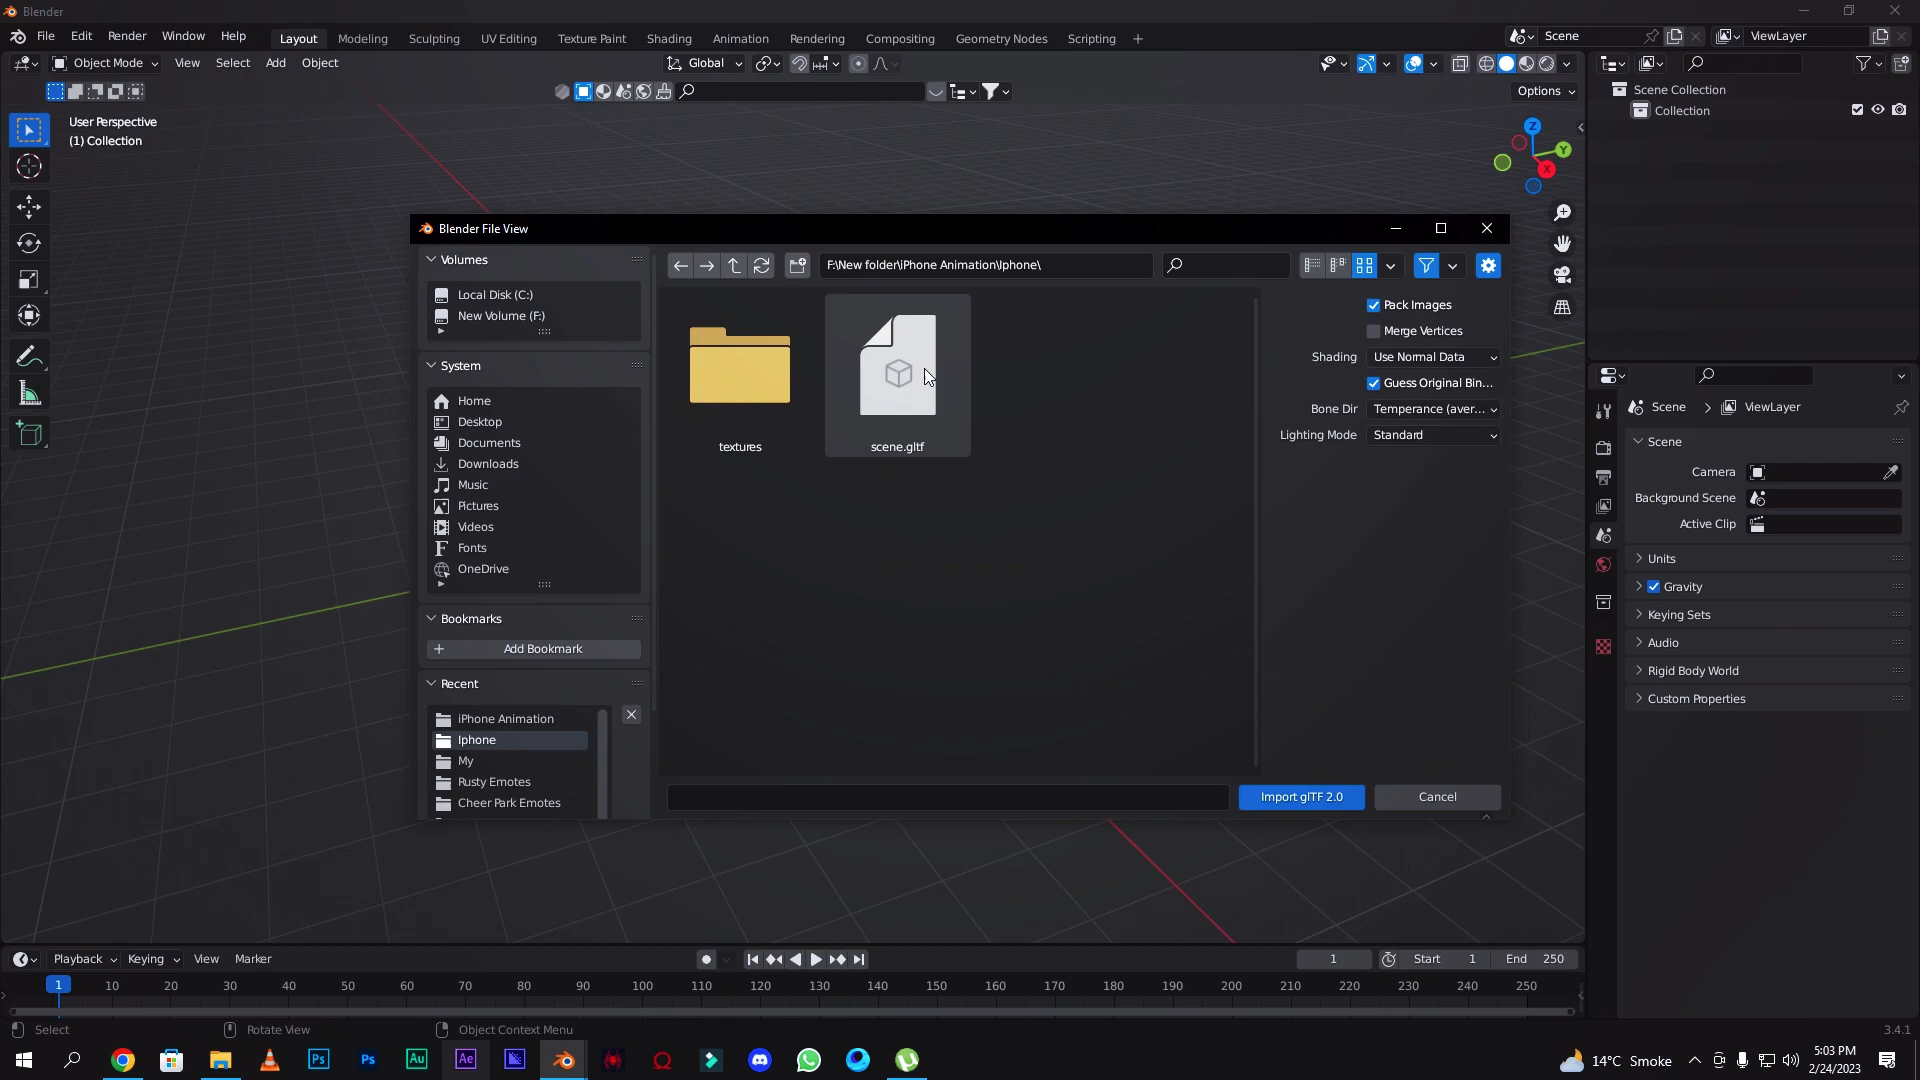 Blender
File Edit Render Window Help
Layout Modeling Sculpting UV Editing Texture Paint Shading Animation Rendering Compositing Geometry Nodes Scripting +
Scene
ViewLayer
Object Mode View Select Add Object
Global
Options
User Perspective
(1) Collection
Z
Y
X
Scene Collection
Collection
Blender File View
Volumes
Local Disk (C:)
New Volume (F:)
System
Home
Desktop
Documents
Downloads
Music
Pictures
Videos
Fonts
OneDrive
Bookmarks
Add Bookmark
Recent
iPhone Animation
Iphone
My
Rusty Emotes
Cheer Park Emotes
F:\New folder\iPhone Animation\Iphone\
textures
scene.gltf
Pack Images
Merge Vertices
Shading Use Normal Data
Guess Original Bin...
Bone Dir Temperance (aver...
Lighting Mode Standard
Import glTF 2.0
Cancel
Scene ViewLayer
Scene
Camera
Background Scene
Active Clip
Units
Gravity
Keying Sets
Audio
Rigid Body World
Custom Properties
Playback Keying View Marker
1 Start 1 End 250
1 10 20 30 40 50 60 70 80 90 100 110 120 130 140 150 160 170 180 190 200 210 220 230 240 250
Select Rotate View Object Context Menu
3.4.1
Ps Ps Au Ae
14°C Smoke
5:03 PM
2/24/2023